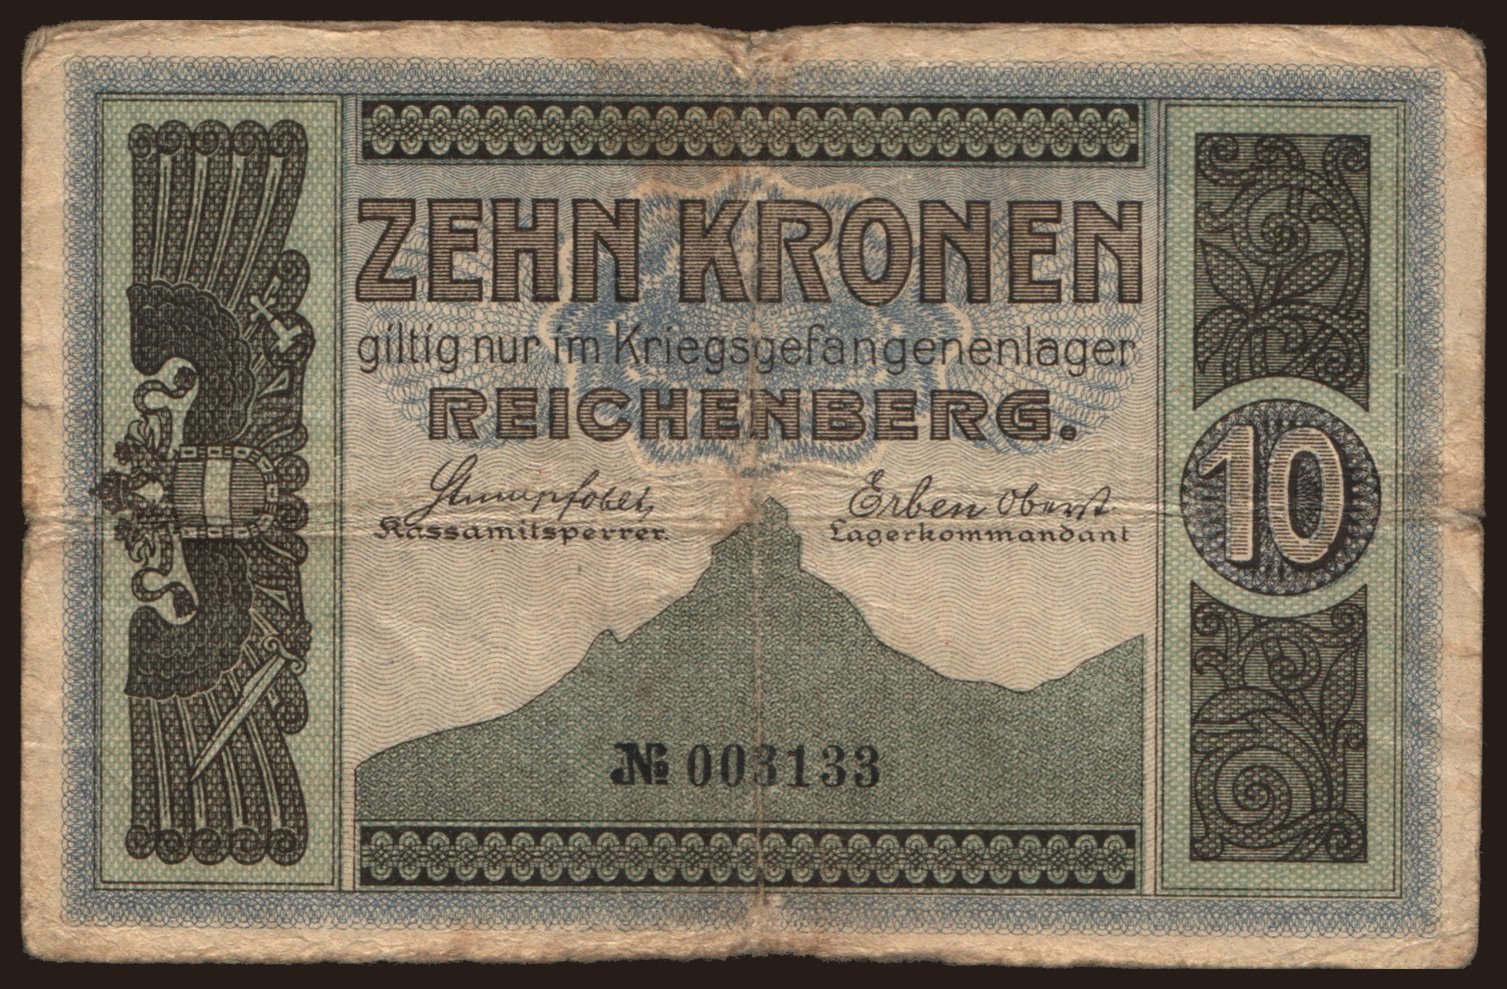 ZEHN KRONEN
giltig nur im Kriegsgefangenenlager
REICHENBERG.
Erben Oberst
Kassamitsperrer.
Lagerkommandant
10
№ 003133